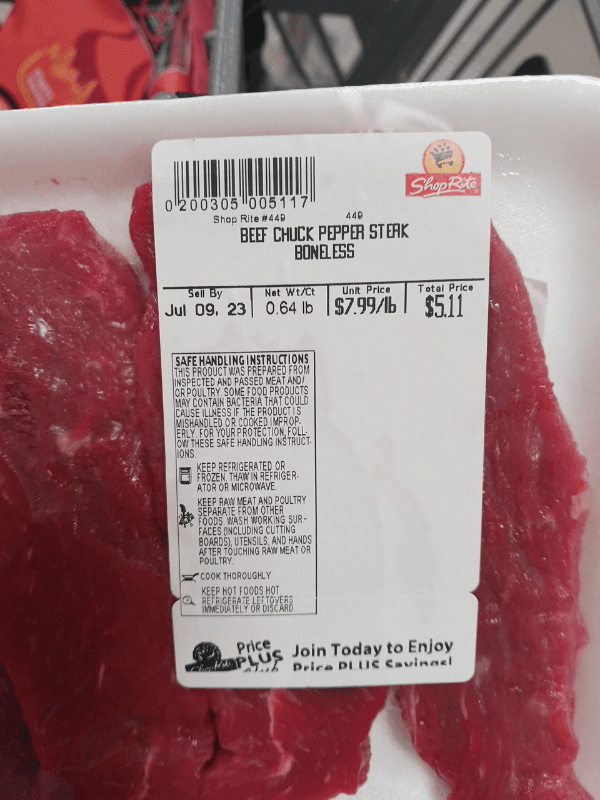 ShopRite
0 200305 005117
Shop Rite #449
449
BEEF CHUCK PEPPER STEAK
BONELESS
Sell By Net Wt/Ct Unit Price Total Price
Jul 09, 23 0.64 lb $7.99/lb $5.11
SAFE HANDLING INSTRUCTIONS
THIS PRODUCT WAS PREPARED FROM
INSPECTED AND PASSED MEAT AND/
OR POULTRY. SOME FOOD PRODUCTS
MAY CONTAIN BACTERIA THAT COULD
CAUSE ILLNESS IF THE PRODUCT IS
MISHANDLED OR COOKED IMPROP-
ERLY. FOR YOUR PROTECTION, FOLL-
OW THESE SAFE HANDLING INSTRUCT-
IONS.
KEEP REFRIGERATED OR
FROZEN. THAW IN REFRIGER-
ATOR OR MICROWAVE.
KEEP RAW MEAT AND POULTRY
SEPARATE FROM OTHER
FOODS. WASH WORKING SUR-
FACES (INCLUDING CUTTING
BOARDS), UTENSILS, AND HANDS
AFTER TOUCHING RAW MEAT OR
POULTRY.
COOK THOROUGHLY
KEEP HOT FOODS HOT
REFRIGERATE LEFTOVERS
IMMEDIATELY OR DISCARD
Price
PLUS
Join Today to Enjoy
Price PLUS Savings!